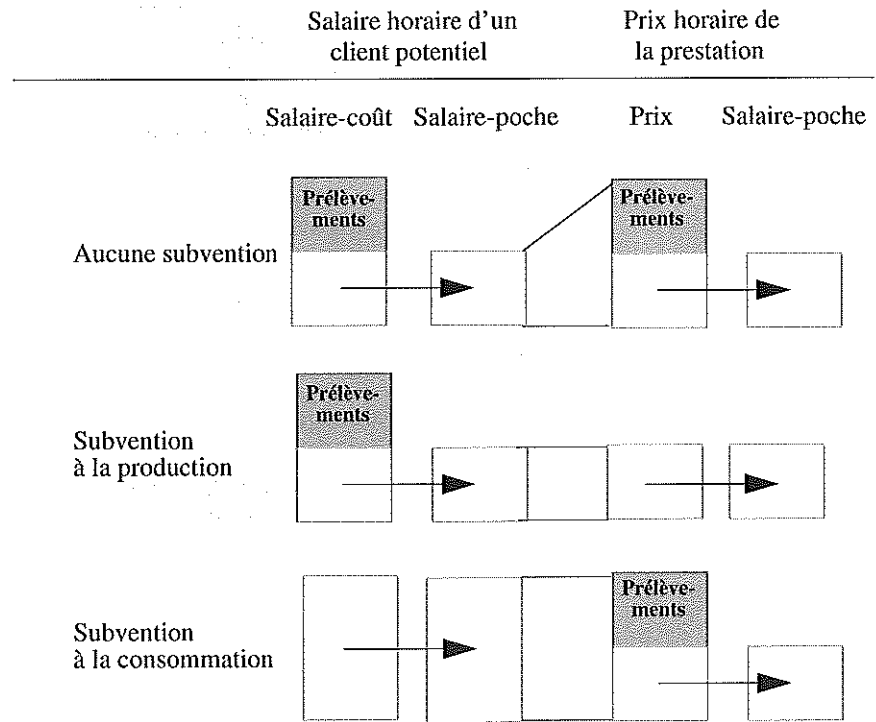 Salaire horaire d'un
client potentiel
Prix horaire de
la prestation
Salaire-coût Salaire-poche Prix Salaire-poche
Prélève-
ments
Prélève-
ments
Aucune subvention
Prélève-
ments
Subvention
à la production
Prélève-
ments
Subvention
à la consommation